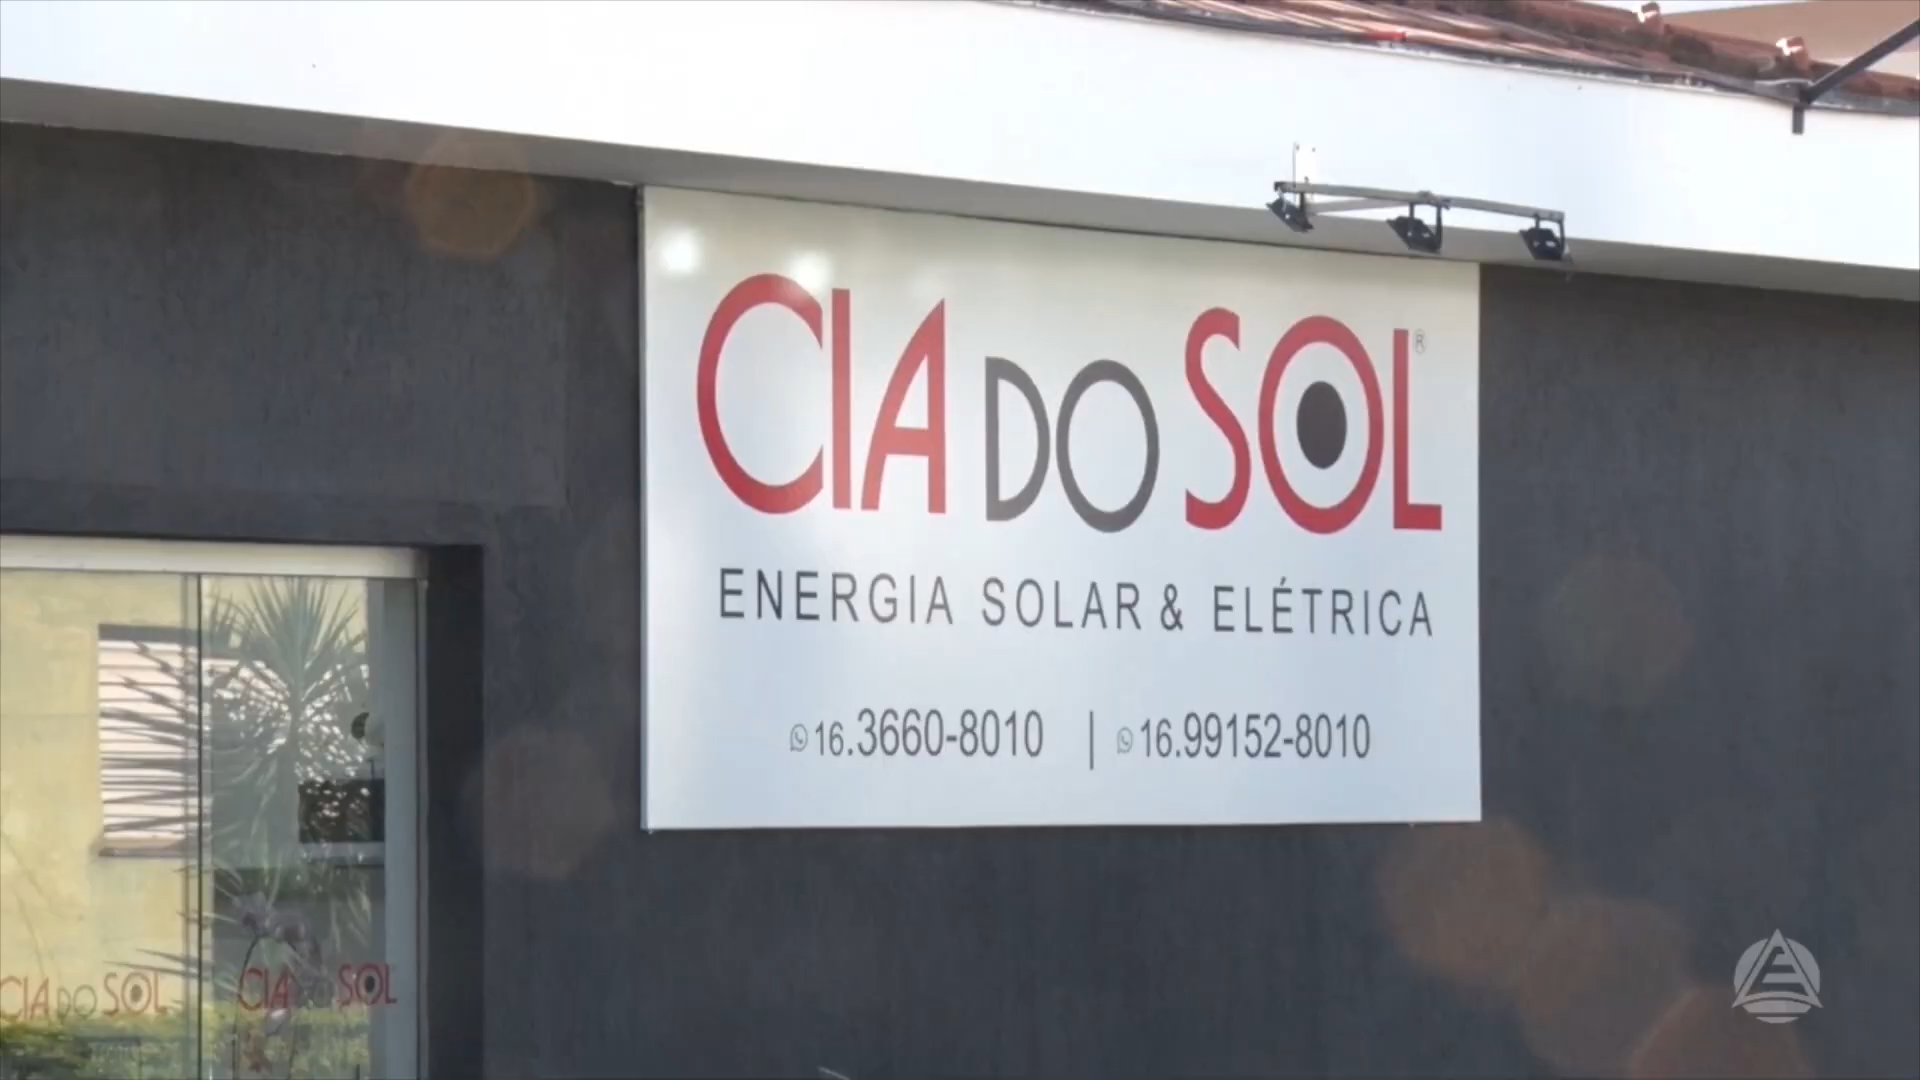 CIA DO SOL®
ENERGIA SOLAR & ELÉTRICA
16.3660-8010 | 16.99152-8010
CIA DO SOL
CIA DO SOL